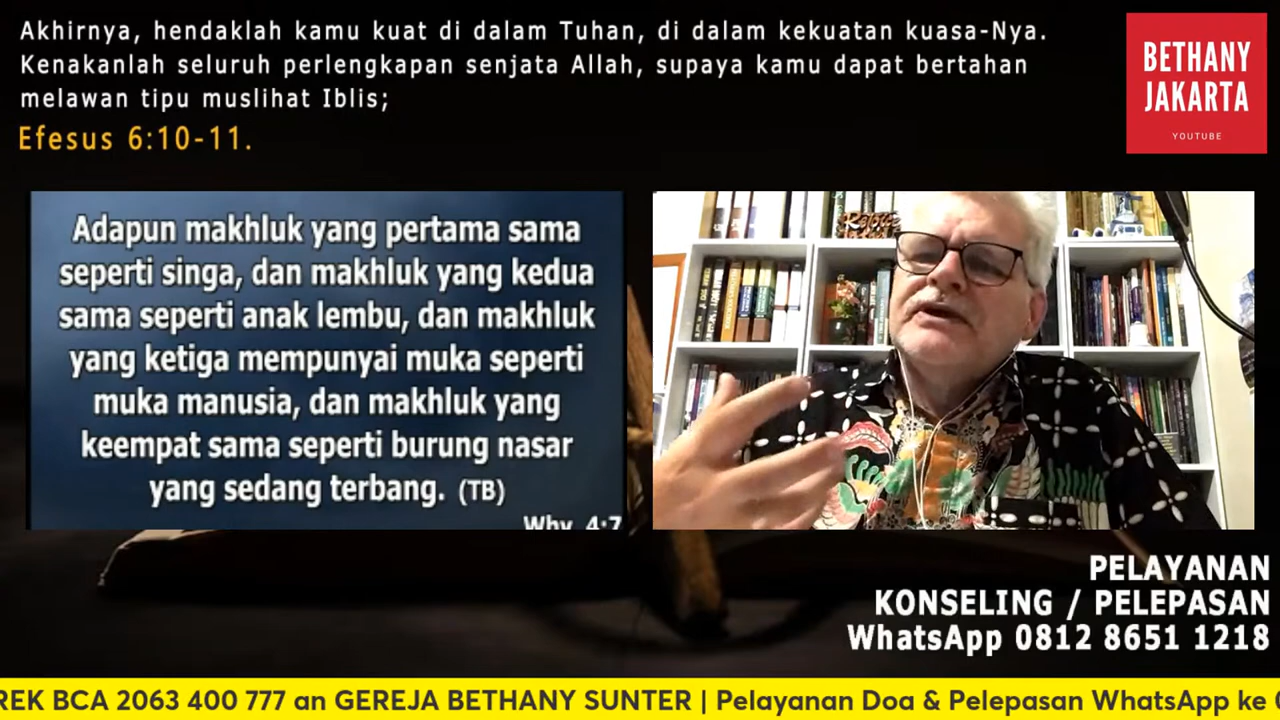 Akhirnya, hendaklah kamu kuat di dalam Tuhan, di dalam kekuatan kuasa-Nya.
Kenakanlah seluruh perlengkapan senjata Allah, supaya kamu dapat bertahan
melawan tipu muslihat Iblis;
Efesus 6:10-11.
BETHANY
JAKARTA
YOUTUBE
Adapun makhluk yang pertama sama
seperti singa, dan makhluk yang kedua
sama seperti anak lembu, dan makhluk
yang ketiga mempunyai muka seperti
muka manusia, dan makhluk yang
keempat sama seperti burung nasar
yang sedang terbang. (TB)
Why. 4:7
PELAYANAN
KONSELING / PELEPASAN
WhatsApp 0812 8651 1218
REK BCA 2063 400 777 an GEREJA BETHANY SUNTER | Pelayanan Doa & Pelepasan WhatsApp ke